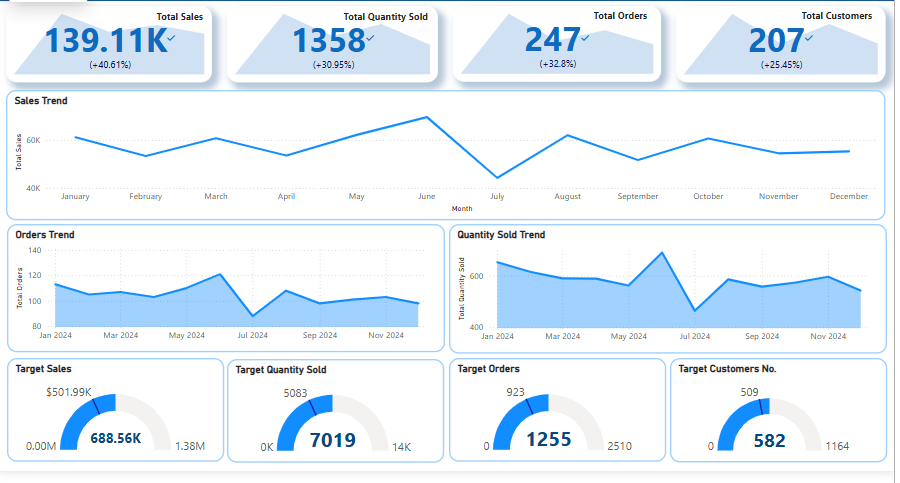 Total Sales
139.11K
(+40.61%)
Total Quantity Sold
1358
(+30.95%)
Total Orders
247
(+32.8%)
Total Customers
207
(+25.45%)
Sales Trend
Total Sales
60K
40K
January February March April May June July August September October November December
Month
Orders Trend
Total Orders
140
120
100
80
Jan 2024 Mar 2024 May 2024 Jul 2024 Sep 2024 Nov 2024
Quantity Sold Trend
Total Quantity Sold
600
400
Jan 2024 Mar 2024 May 2024 Jul 2024 Sep 2024 Nov 2024
Target Sales
$501.99K
0.00M 688.56K 1.38M
Target Quantity Sold
5083
0K 7019 14K
Target Orders
923
0 1255 2510
Target Customers No.
509
0 582 1164